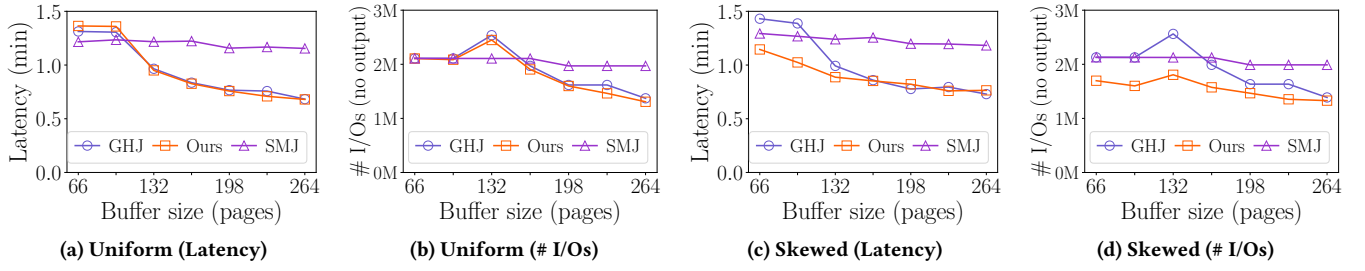 Latency (min)
1.5
1.0
0.5
0.0
GHJ Ours SMJ
66 132 198 264
Buffer size (pages)
(a) Uniform (Latency)
# I/Os (no output)
3M
2M
1M
0M
GHJ Ours SMJ
66 132 198 264
Buffer size (pages)
(b) Uniform (# I/Os)
Latency (min)
1.5
1.0
0.5
0.0
GHJ Ours SMJ
66 132 198 264
Buffer size (pages)
(c) Skewed (Latency)
# I/Os (no output)
3M
2M
1M
0M
GHJ Ours SMJ
66 132 198 264
Buffer size (pages)
(d) Skewed (# I/Os)